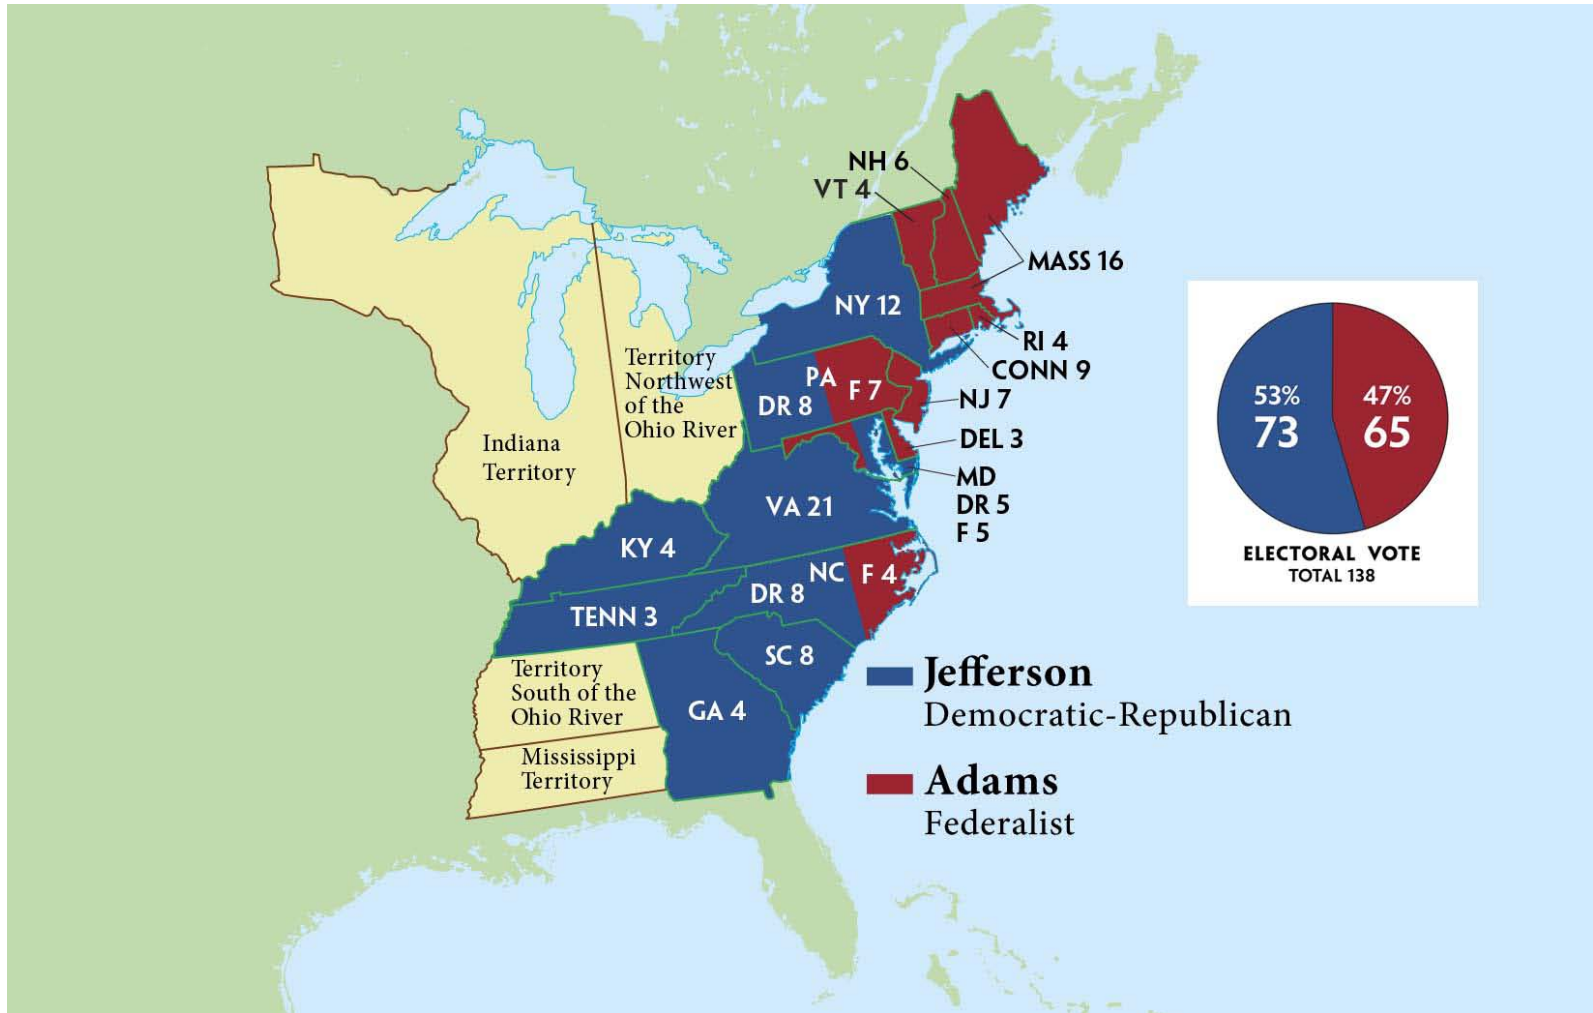 NH 6
VT 4
MASS 16
NY 12
RI 4
CONN 9
PA
DR 8
F 7
NJ 7
DEL 3
MD
DR 5
F 5
Territory
Northwest
of the
Ohio River
Indiana
Territory
VA 21
KY 4
NC
DR 8
F 4
TENN 3
SC 8
GA 4
Territory
South of the
Ohio River
Mississippi
Territory
53%
73
47%
65
ELECTORAL VOTE
TOTAL 138
Jefferson
Democratic-Republican
Adams
Federalist